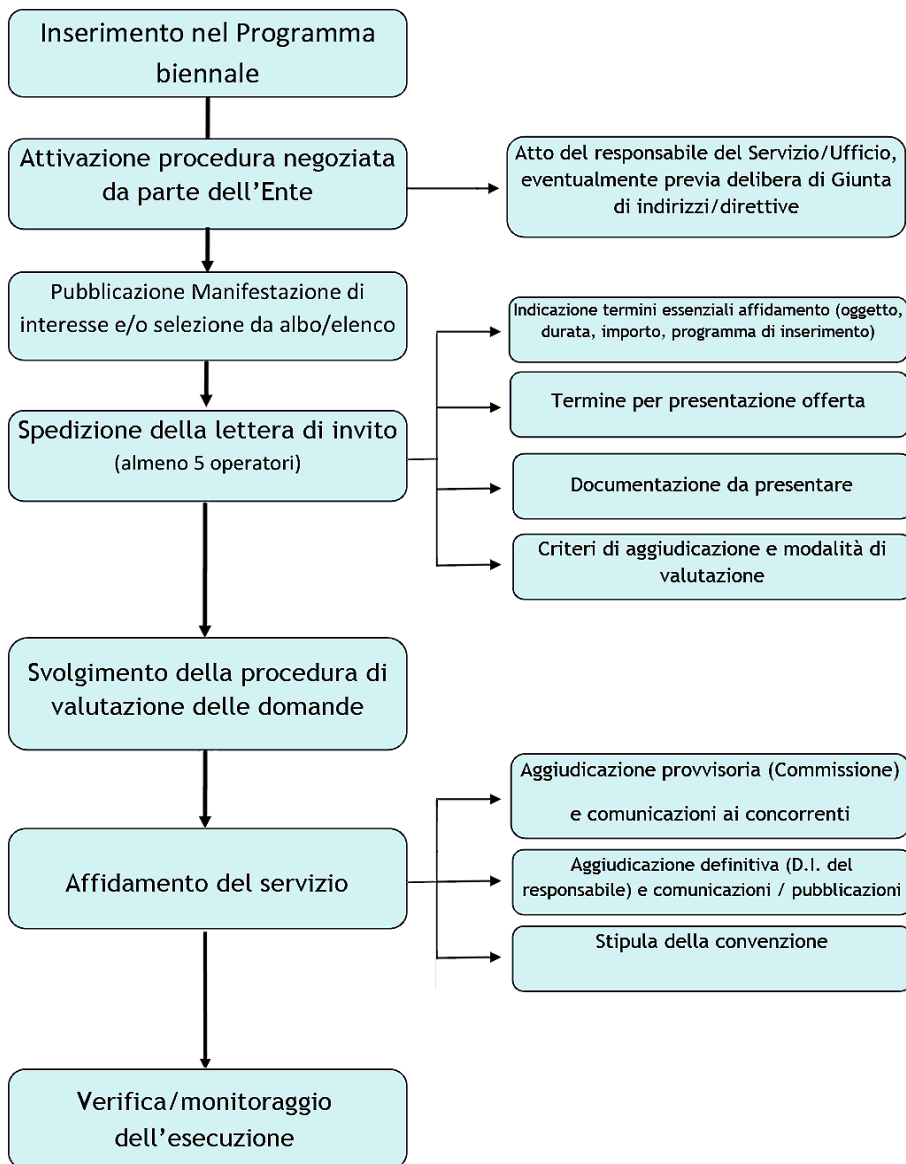 Inserimento nel Programma
biennale
Attivazione procedura negoziata
da parte dell'Ente
Atto del responsabile del Servizio/Ufficio,
eventualmente previa delibera di Giunta
di indirizzi/direttive
Pubblicazione Manifestazione di
interesse e/o selezione da albo/elenco
Indicazione termini essenziali affidamento (oggetto,
durata, importo, programma di inserimento)
Spedizione della lettera di invito
(almeno 5 operatori)
Termine per presentazione offerta
Documentazione da presentare
Criteri di aggiudicazione e modalità di
valutazione
Svolgimento della procedura di
valutazione delle domande
Affidamento del servizio
Aggiudicazione provvisoria (Commissione)
e comunicazioni ai concorrenti
Aggiudicazione definitiva (D.I. del
responsabile) e comunicazioni / pubblicazioni
Stipula della convenzione
Verifica/monitoraggio
dell'esecuzione